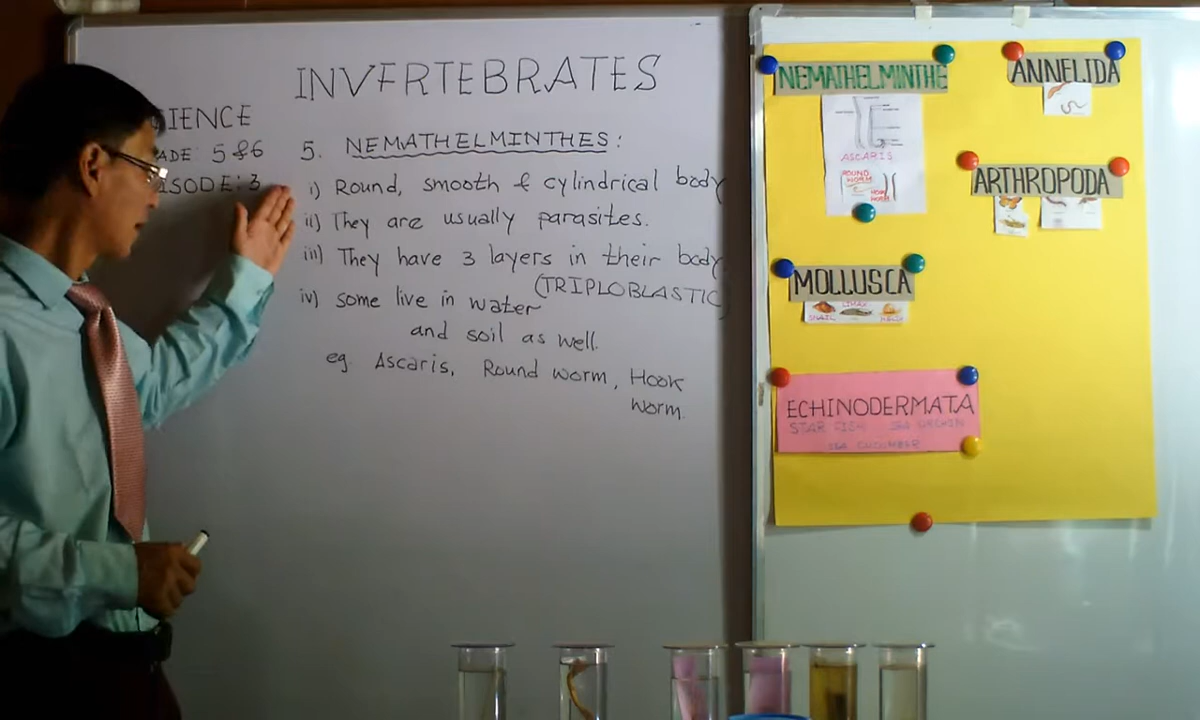 INVERTEBRATES
IENCE
ADE: 5 & 6
ISODE: 3
5. NEMATHELMINTHES:
i) Round, smooth & cylindrical body
ii) They are usually parasites.
iii) They have 3 layers in their body
(TRIPLOBLASTIC)
iv) some live in water
and soil as well.
eg. Ascaris, Round worm, Hook
worm.
NEMATHELMINTHE
ASCARIS
ROUND
WORM
HOOK
WORM
ANNELIDA
ARTHROPODA
MOLLUSCA
SNAIL LIMAX
ECHINODERMATA
STAR FISH SEA URCHIN
SEA CUCUMBER